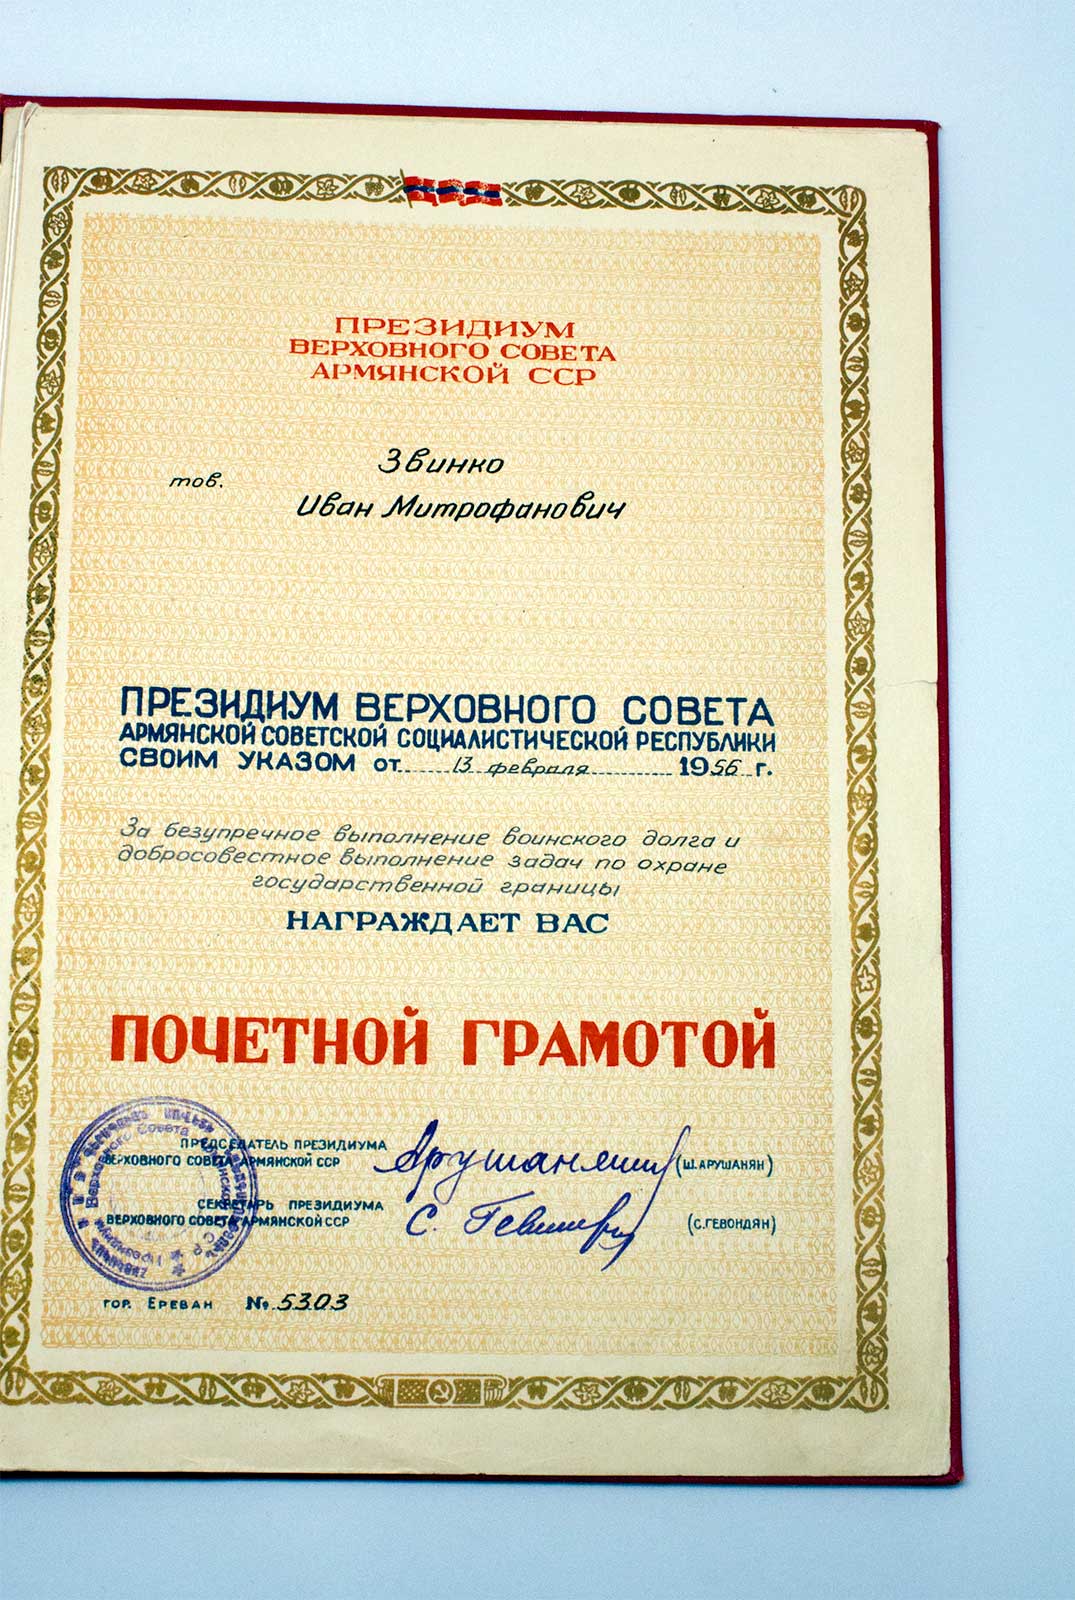 ПРЕЗИДИУМ
ВЕРХОВНОГО СОВЕТА
АРМЯНСКОЙ ССР
тов. Звинко
Иван Митрофанович
ПРЕЗИДИУМ ВЕРХОВНОГО СОВЕТА
АРМЯНСКОЙ СОВЕТСКОЙ СОЦИАЛИСТИЧЕСКОЙ РЕСПУБЛИКИ
СВОИМ УКАЗОМ от 13 февраля 1956 г.
За безупречное выполнение воинского долга и
добросовестное выполнение задач по охране
государственной границы
НАГРАЖДАЕТ ВАС
ПОЧЕТНОЙ ГРАМОТОЙ
ПРЕДСЕДАТЕЛЬ ПРЕЗИДИУМА
ВЕРХОВНОГО СОВЕТА АРМЯНСКОЙ ССР (Ш. АРУШАНЯН)
СЕКРЕТАРЬ ПРЕЗИДИУМА
ВЕРХОВНОГО СОВЕТА АРМЯНСКОЙ ССР (С. ГЕВОНДЯН)
гор. Ереван № 5303